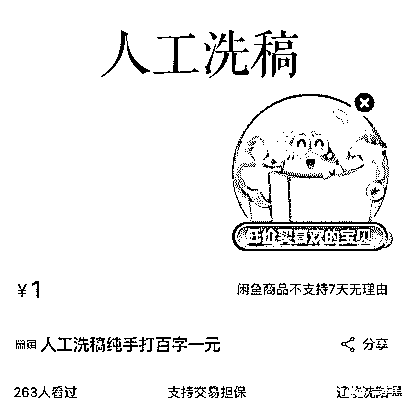 人工洗稿
低价买喜欢的宝贝
¥1
闲鱼商品不支持7天无理由
人工洗稿纯手打百字一元
分享
263人看过
支持交易担保